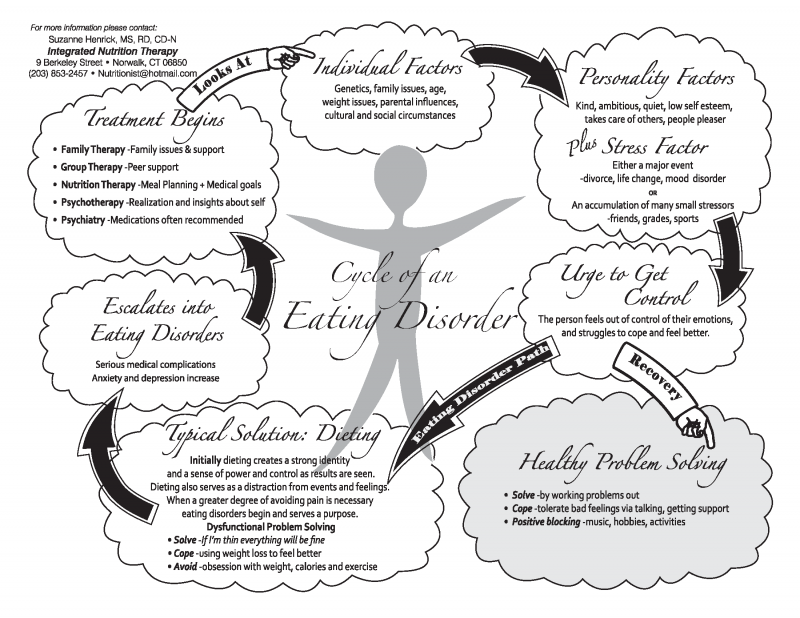 For more information please contact:
Suzanne Henrick, MS, RD, CD-N
Integrated Nutrition Therapy
9 Berkeley Street • Norwalk, CT 06850
(203) 853-2457 • Nutritionist@hotmail.com
Looks At
Individual Factors
Genetics, family issues, age,
weight issues, parental influences,
cultural and social circumstances
Personality Factors
Kind, ambitious, quiet, low self esteem,
takes care of others, people pleaser
Plus Stress Factor
Either a major event
-divorce, life change, mood disorder
OR
An accumulation of many small stressors
-friends, grades, sports
Treatment Begins
• Family Therapy -Family issues & support
• Group Therapy -Peer support
• Nutrition Therapy -Meal Planning + Medical goals
• Psychotherapy -Realization and insights about self
• Psychiatry -Medications often recommended
Cycle of an
Eating Disorder
Urge to Get
Control
The person feels out of control of their emotions,
and struggles to cope and feel better.
Escalates into
Eating Disorders
Serious medical complications
Anxiety and depression increase
Eating Disorder Path
Recovery
Typical Solution: Dieting
Initially dieting creates a strong identity
and a sense of power and control as results are seen.
Dieting also serves as a distraction from events and feelings.
When a greater degree of avoiding pain is necessary
eating disorders begin and serves a purpose.
Dysfunctional Problem Solving
• Solve -If I'm thin everything will be fine
• Cope -using weight loss to feel better
• Avoid -obsession with weight, calories and exercise
Healthy Problem Solving
• Solve -by working problems out
• Cope -tolerate bad feelings via talking, getting support
• Positive blocking -music, hobbies, activities